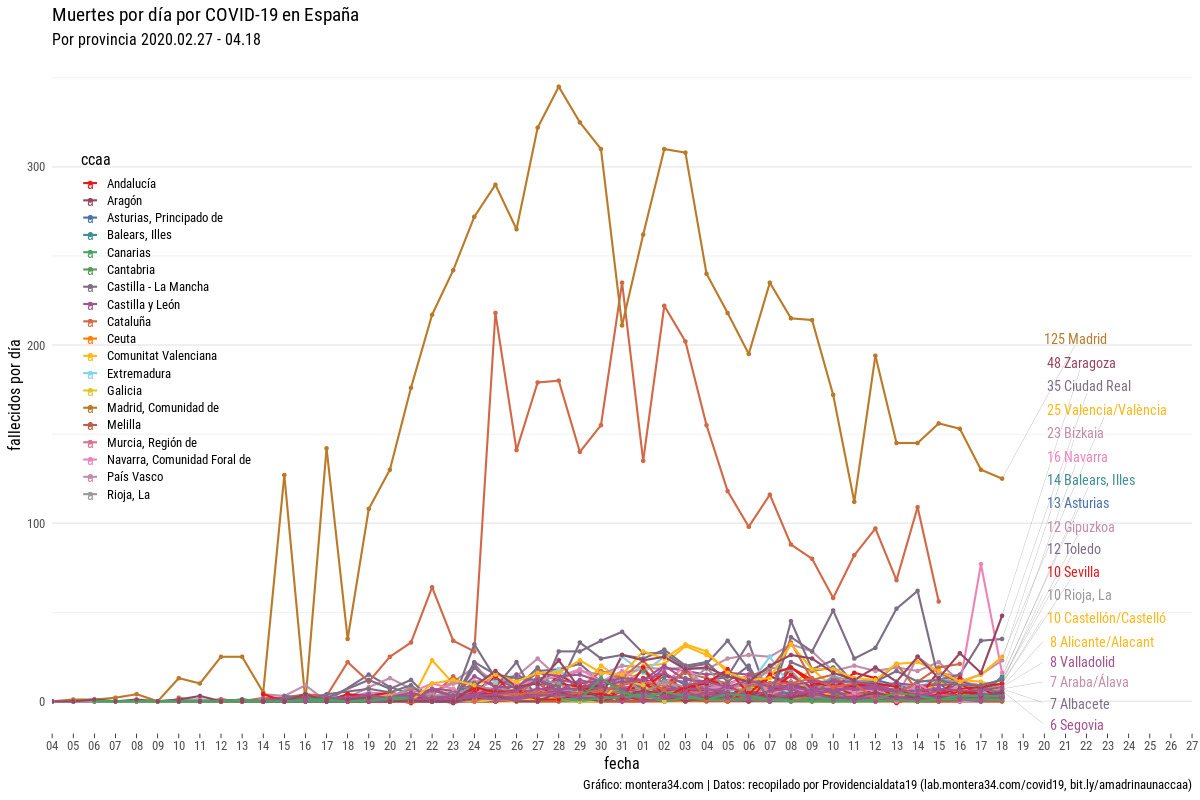 Muertes por día por COVID-19 en España
Por provincia 2020.02.27 - 04.18
ccaa
Andalucía
Aragón
Asturias, Principado de
Balears, Illes
Canarias
Cantabria
Castilla - La Mancha
Castilla y León
Cataluña
Ceuta
Comunitat Valenciana
Extremadura
Galicia
Madrid, Comunidad de
Melilla
Murcia, Región de
Navarra, Comunidad Foral de
País Vasco
Rioja, La
fallecidos por día
300
200
100
0
125 Madrid
48 Zaragoza
35 Ciudad Real
25 Valencia/València
23 Bizkaia
16 Navarra
14 Balears, Illes
13 Asturias
12 Gipuzkoa
12 Toledo
10 Sevilla
10 Rioja, La
10 Castellón/Castelló
8 Alicante/Alacant
8 Valladolid
7 Araba/Álava
7 Albacete
6 Segovia
04 05 06 07 08 09 10 11 12 13 14 15 16 17 18 19 20 21 22 23 24 25 26 27 28 29 30 31 01 02 03 04 05 06 07 08 09 10 11 12 13 14 15 16 17 18 19 20 21 22 23 24 25 26 27
fecha
Gráfico: montera34.com | Datos: recopilado por Providencialdata19 (lab.montera34.com/covid19, bit.ly/amadrinaunaccaa)